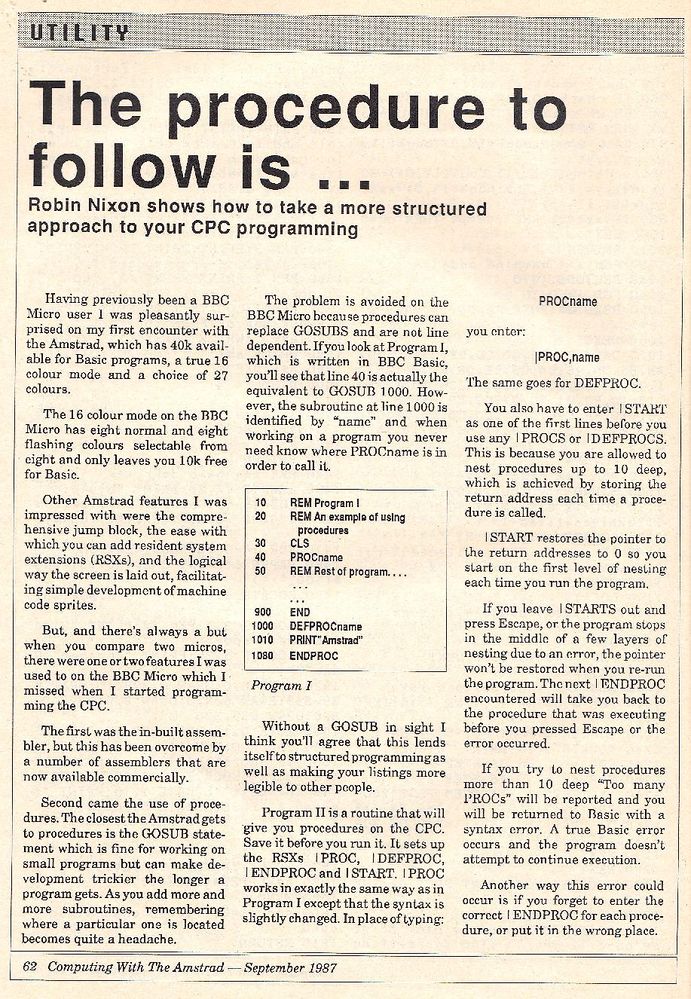 UTILITY
The procedure to
follow is ...
Robin Nixon shows how to take a more structured
approach to your CPC programming
Having previously been a BBC
Micro user I was pleasantly sur-
prised on my first encounter with
the Amstrad, which has 40k avail-
able for Basic programs, a true 16
colour mode and a choice of 27
colours.
The 16 colour mode on the BBC
Micro has eight normal and eight
flashing colours selectable from
eight and only leaves you 10k free
for Basic.
Other Amstrad features I was
impressed with were the compre-
hensive jump block, the ease with
which you can add resident system
extensions (RSXs), and the logical
way the screen is laid out, facilitat-
ing simple development of machine
code sprites.
But, and there's always a but
when you compare two micros,
there were one or two features I was
used to on the BBC Micro which I
missed when I started program-
ming the CPC.
The first was the in-built assem-
bler, but this has been overcome by
a number of assemblers that are
now available commercially.
Second came the use of proce-
dures. The closest the Amstrad gets
to procedures is the GOSUB state-
ment which is fine for working on
small programs but can make de-
velopment trickier the longer a
program gets. As you add more and
more subroutines, remembering
where a particular one is located
becomes quite a headache.
The problem is avoided on the
BBC Micro because procedures can
replace GOSUBS and are not line
dependent. If you look at Program I,
which is written in BBC Basic,
you'll see that line 40 is actually the
equivalent to GOSUB 1000. How-
ever, the subroutine at line 1000 is
identified by "name" and when
working on a program you never
need know where PROCname is in
order to call it.
10 REM Program I
20 REM An example of using
procedures
30 CLS
40 PROCname
50 REM Rest of program....
...
...
900 END
1000 DEFPROCname
1010 PRINT"Amstrad"
1080 ENDPROC
Program I
Without a GOSUB in sight I
think you'll agree that this lends
itself to structured programming as
well as making your listings more
legible to other people.
Program II is a routine that will
give you procedures on the CPC.
Save it before you run it. It sets up
the RSXs |PROC, |DEFPROC,
|ENDPROC and |START. |PROC
works in exactly the same way as in
Program I except that the syntax is
slightly changed. In place of typing:
PROCname
you enter:
|PROC,name
The same goes for DEFPROC.
You also have to enter |START
as one of the first lines before you
use any |PROCS or |DEFPROCS.
This is because you are allowed to
nest procedures up to 10 deep,
which is achieved by storing the
return address each time a proce-
dure is called.
|START restores the pointer to
the return addresses to 0 so you
start on the first level of nesting
each time you run the program.
If you leave |STARTS out and
press Escape, or the program stops
in the middle of a few layers of
nesting due to an error, the pointer
won't be restored when you re-run
the program. The next |ENDPROC
encountered will take you back to
the procedure that was executing
before you pressed Escape or the
error occurred.
If you try to nest procedures
more than 10 deep "Too many
PROCs" will be reported and you
will be returned to Basic with a
syntax error. A true Basic error
occurs and the program doesn't
attempt to continue execution.
Another way this error could
occur is if you forget to enter the
correct |ENDPROC for each proce-
dure, or put it in the wrong place.
62 Computing With The Amstrad — September 1987